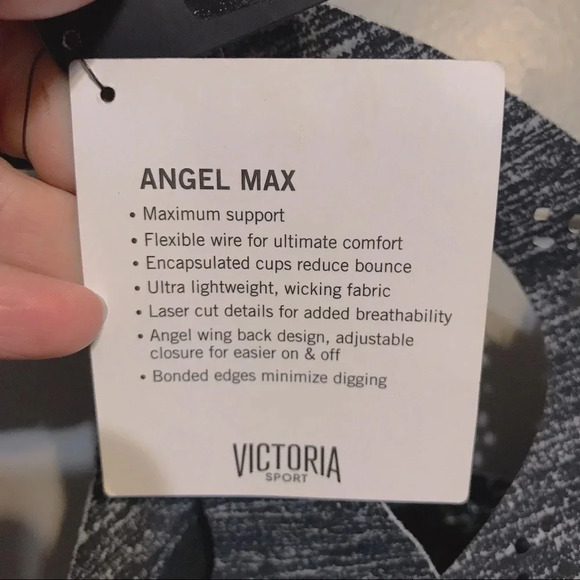 ANGEL MAX
• Maximum support
• Flexible wire for ultimate comfort
• Encapsulated cups reduce bounce
• Ultra lightweight, wicking fabric
• Laser cut details for added breathability
• Angel wing back design, adjustable
closure for easier on & off
• Bonded edges minimize digging
VICTORIA
SPORT